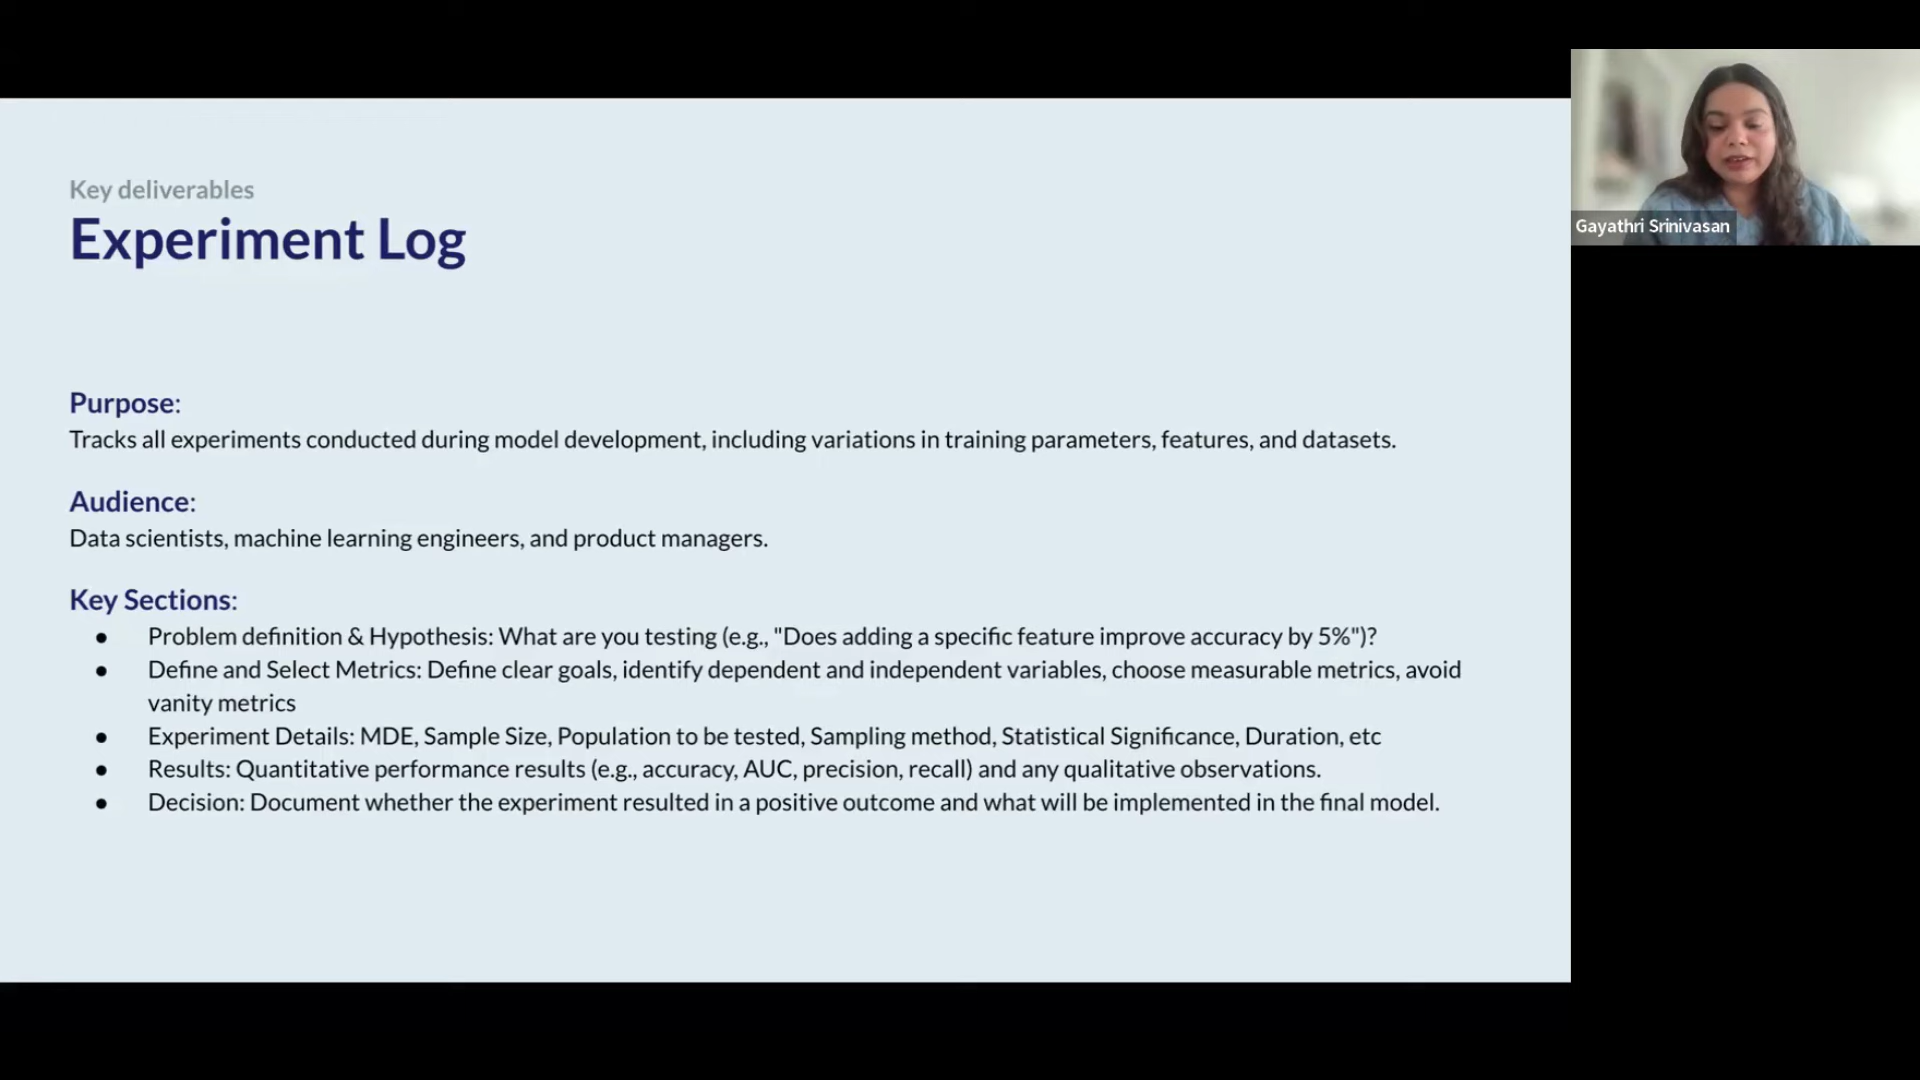 Key deliverables
Experiment Log
Purpose:
Tracks all experiments conducted during model development, including variations in training parameters, features, and datasets.
Audience:
Data scientists, machine learning engineers, and product managers.
Key Sections:
● Problem definition & Hypothesis: What are you testing (e.g., "Does adding a specific feature improve accuracy by 5%")?
● Define and Select Metrics: Define clear goals, identify dependent and independent variables, choose measurable metrics, avoid
vanity metrics
● Experiment Details: MDE, Sample Size, Population to be tested, Sampling method, Statistical Significance, Duration, etc
● Results: Quantitative performance results (e.g., accuracy, AUC, precision, recall) and any qualitative observations.
● Decision: Document whether the experiment resulted in a positive outcome and what will be implemented in the final model.
Gayathri Srinivasan